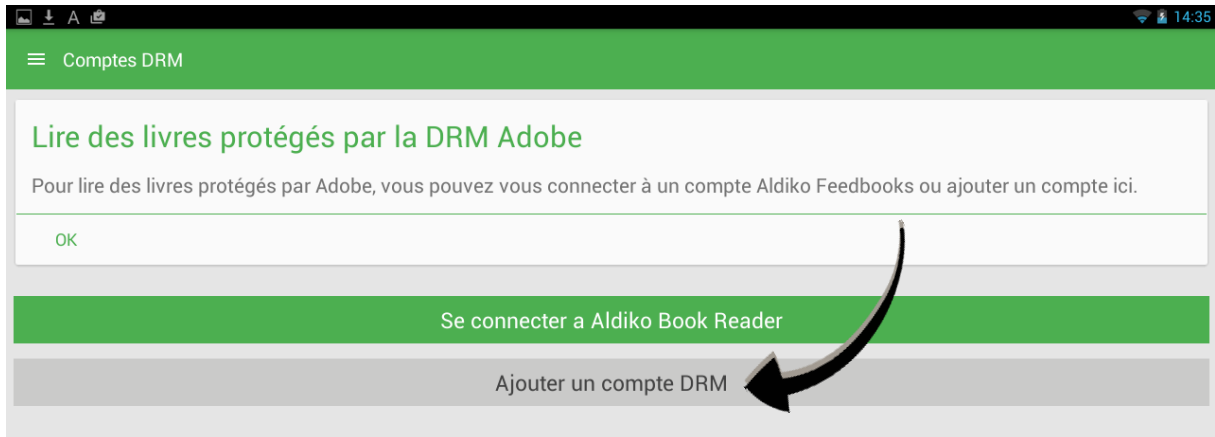 A 14:35
Comptes DRM
Lire des livres protégés par la DRM Adobe
Pour lire des livres protégés par Adobe, vous pouvez vous connecter à un compte Aldiko Feedbooks ou ajouter un compte ici.
OK
Se connecter a Aldiko Book Reader
Ajouter un compte DRM